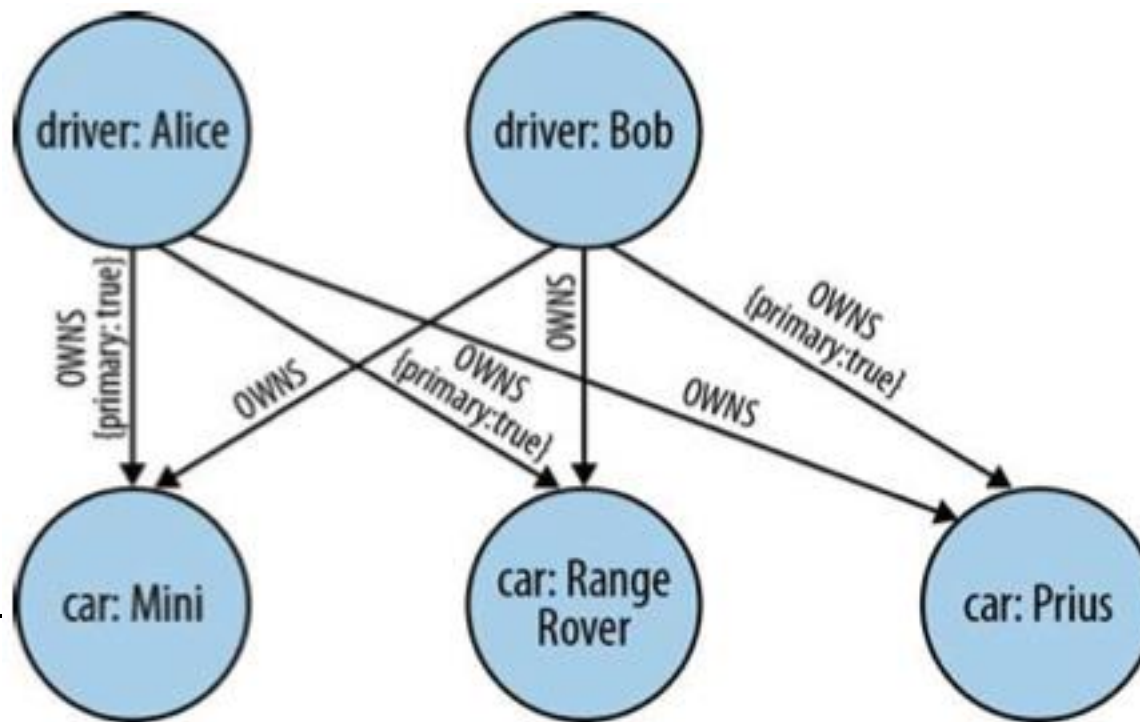 driver: Alice
driver: Bob
OWNS
{primary: true}
OWNS
OWNS
{primary:true}
OWNS
OWNS
OWNS
{primary:true}
car: Mini
car: Range
Rover
car: Prius